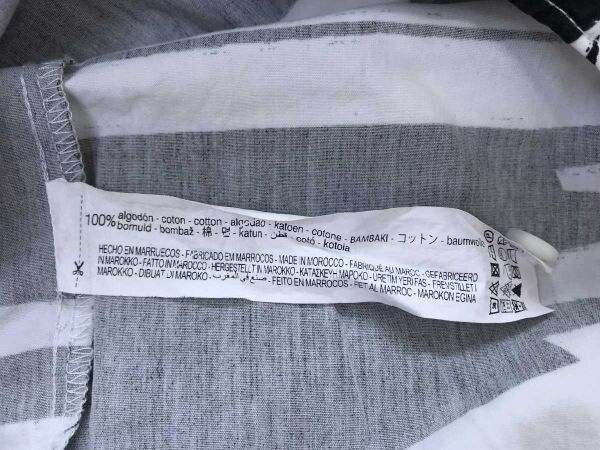 100% algodón - coton - cotton - algodão - katoen - cotone - ΒΑΜΒΑΚΙ - コットン - baumwolle
bomuld - bombaž - 棉 - 면 - katun - قطن - cotó - kotoia
HECHO EN MARRUECOS - FABRICADO EM MARROCOS - MADE IN MOROCCO - FABRIQUÉ AU MAROC - GEFABRICEERD
IN MAROKKO - FATTO IN MAROCCO - HERGESTELLT IN MAROKKO - ΚΑΤΑΣΚΕΥΗ ΜΑΡΟΚΟ - ÜRETİM YERİ FAS - FREMSTILLET I
MAROKKO - DIBUAT DI MAROKO - صنع في المغرب - FEITO EN MARROCOS - FET AL MARROC - MAROKON EGINA